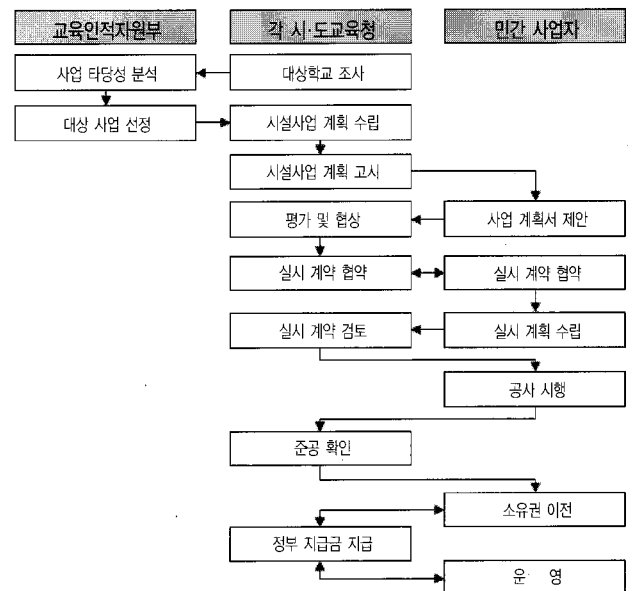 교육인적자원부 각 시·도교육청 민간 사업자
사업 타당성 분석 대상학교 조사
대상 사업 선정 시설사업 계획 수립
시설사업 계획 고시
평가 및 협상 사업 계획서 제안
실시 계약 협약 실시 계약 협약
실시 계약 검토 실시 계획 수립
공사 시행
준공 확인
소유권 이전
정부 지급금 지급
운 영